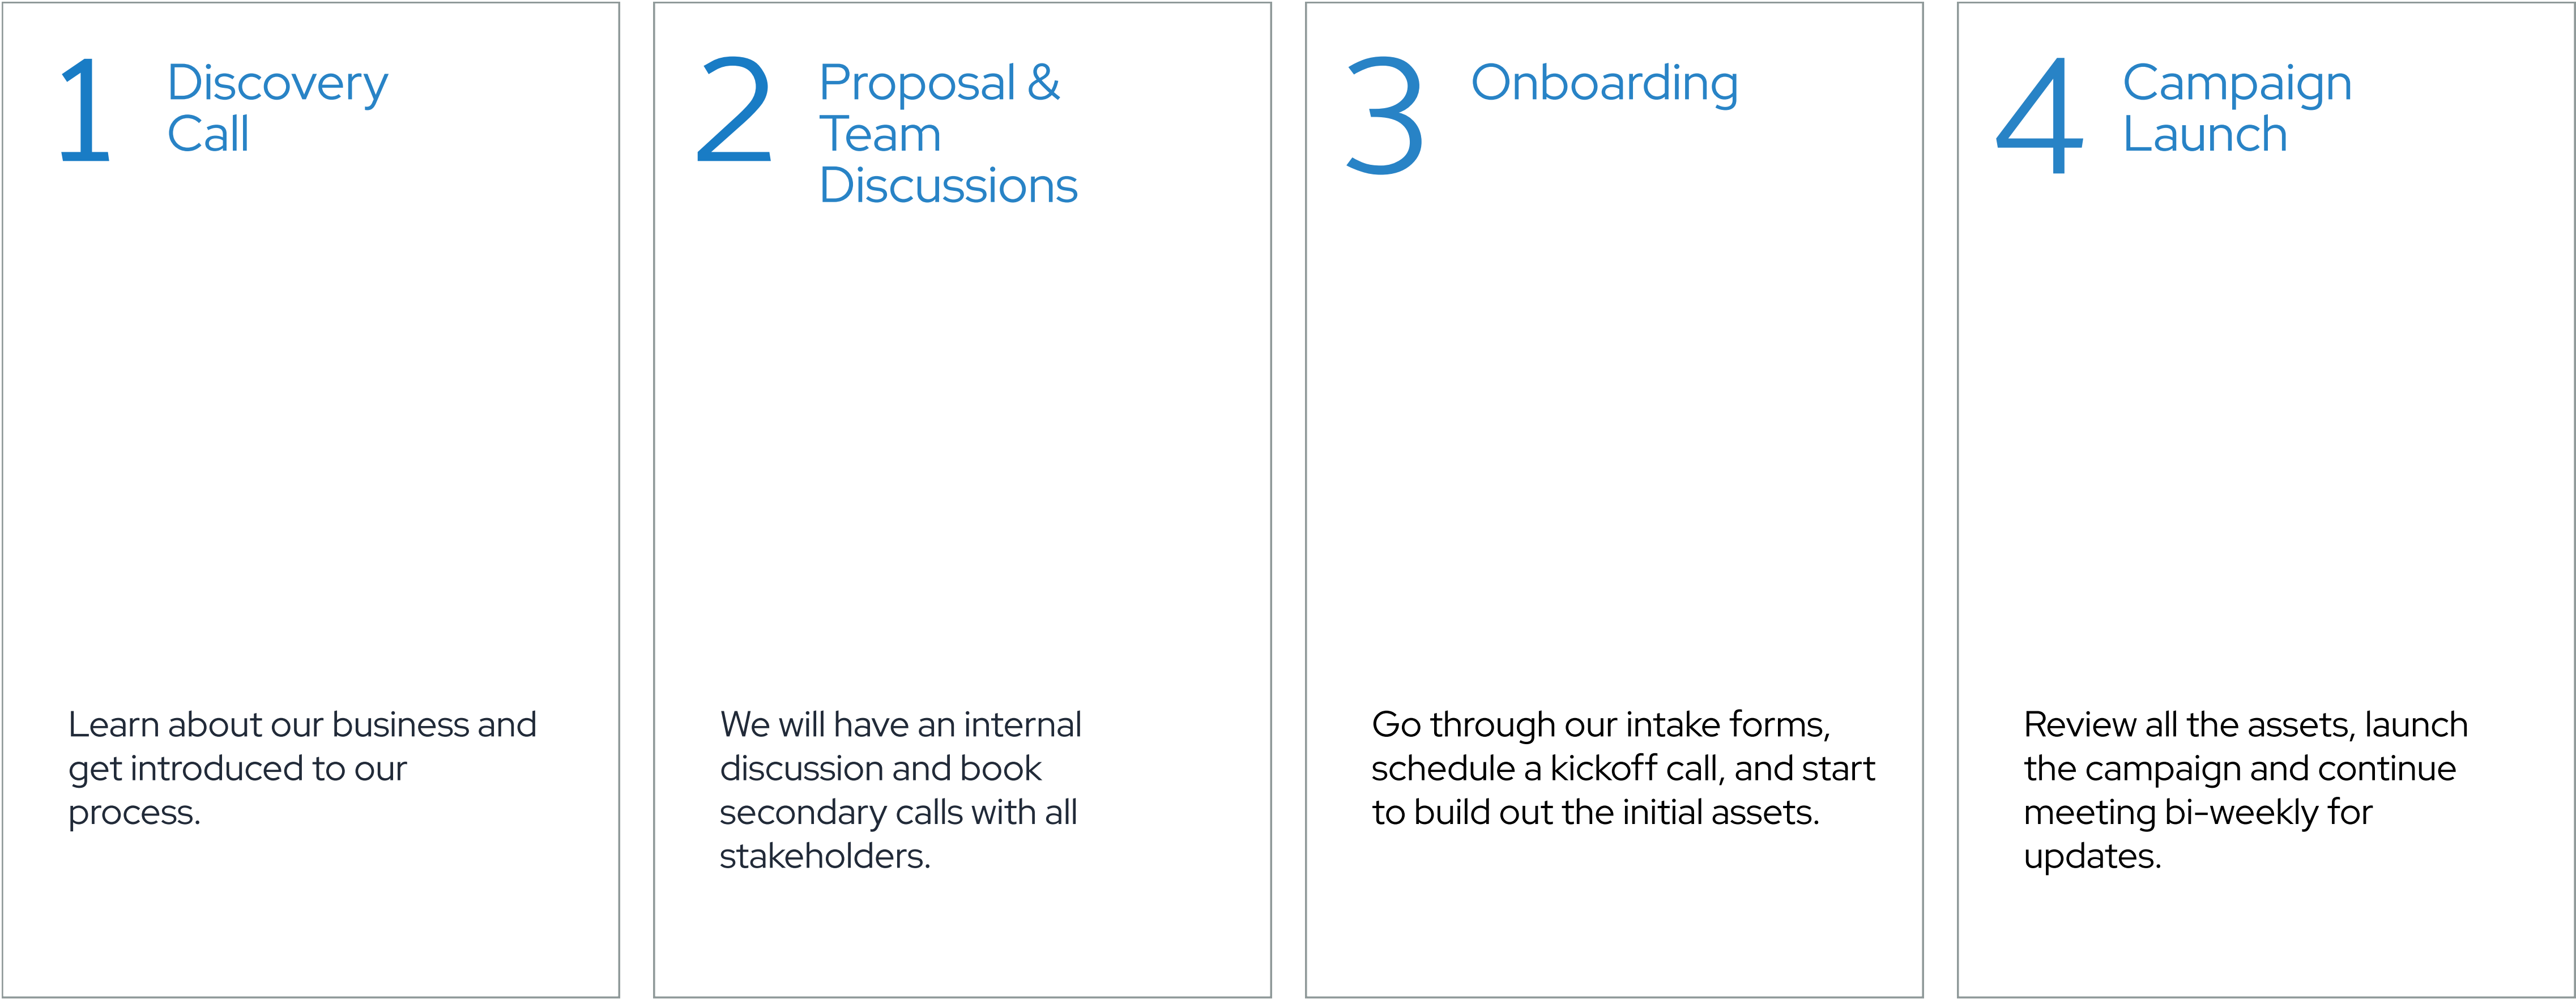 1
Discovery
Call
Learn about our business and
get introduced to our
process.
2
Proposal &
Team
Discussions
We will have an internal
discussion and book
secondary calls with all
stakeholders.
3
Onboarding
Go through our intake forms,
schedule a kickoff call, and start
to build out the initial assets.
4
Campaign
Launch
Review all the assets, launch
the campaign and continue
meeting bi-weekly for
updates.